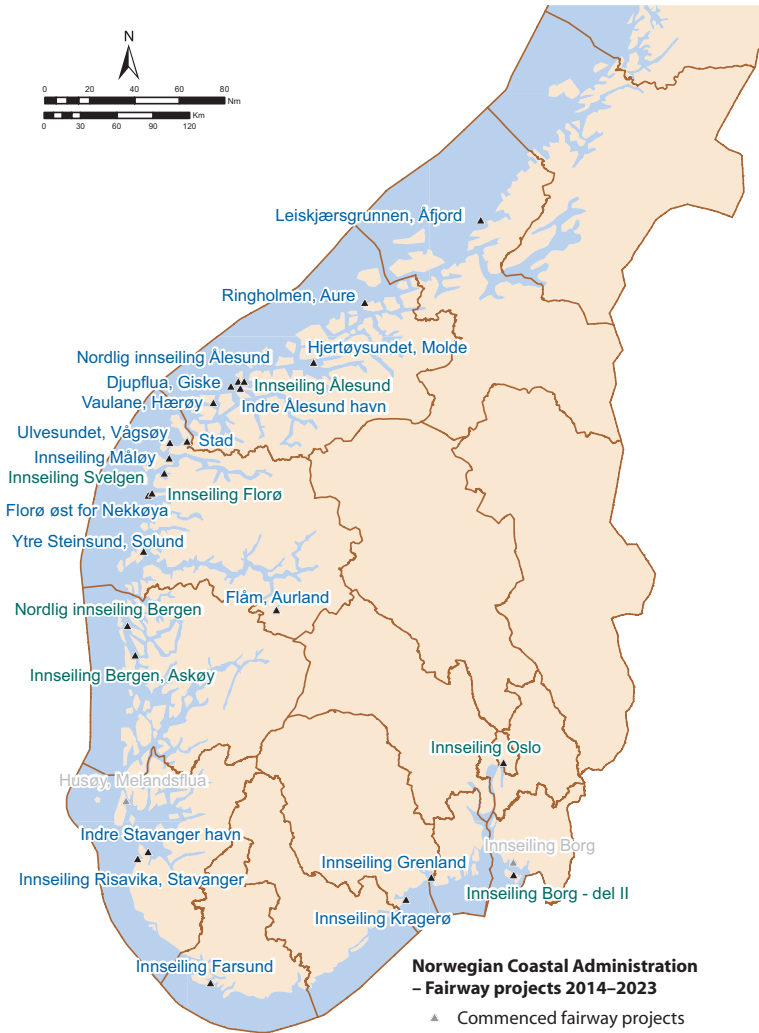 N
0 20 40 60 80
Nm
Km
0 30 60 90 120
Leiskjærsgrunnen, Åfjord
Ringholmen, Aure
Hjertøysundet, Molde
Nordlig innseiling Ålesund
Djupflua, Giske
Innseiling Ålesund
Vaulane, Hærøy
Indre Ålesund havn
Ulvesundet, Vågsøy
Stad
Innseiling Måløy
Innseiling Svelgen
Innseiling Florø
Florø øst for Nekkøya
Ytre Steinsund, Solund
Flåm, Aurland
Nordlig innseiling Bergen
Innseiling Bergen, Askøy
Innseiling Oslo
Husøy, Melandsflua
Indre Stavanger havn
Innseiling Borg
Innseiling Grenland
Innseiling Risavika, Stavanger
Innseiling Borg - del II
Innseiling Kragerø
Innseiling Farsund
Norwegian Coastal Administration
– Fairway projects 2014–2023
Commenced fairway projects